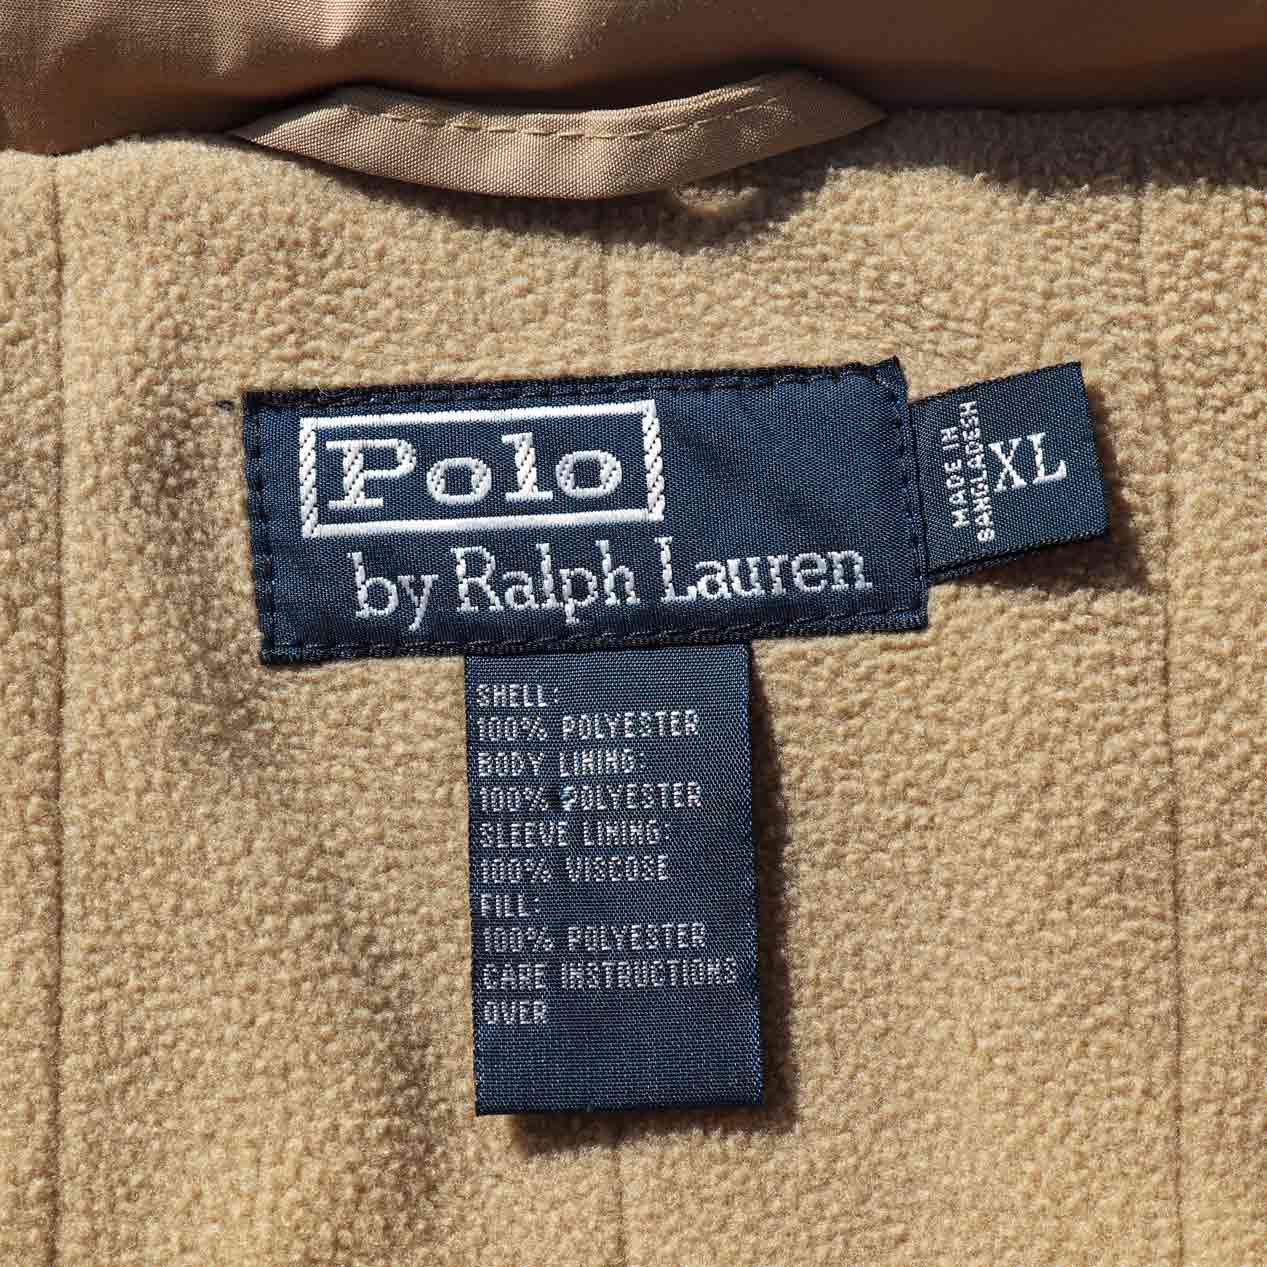 Polo
by Ralph Lauren
MADE IN
BANGLADESH
XL
SHELL:
100% POLYESTER
BODY LINING:
100% POLYESTER
SLEEVE LINING:
100% VISCOSE
FILL:
100% POLYESTER
CARE INSTRUCTIONS
OVER